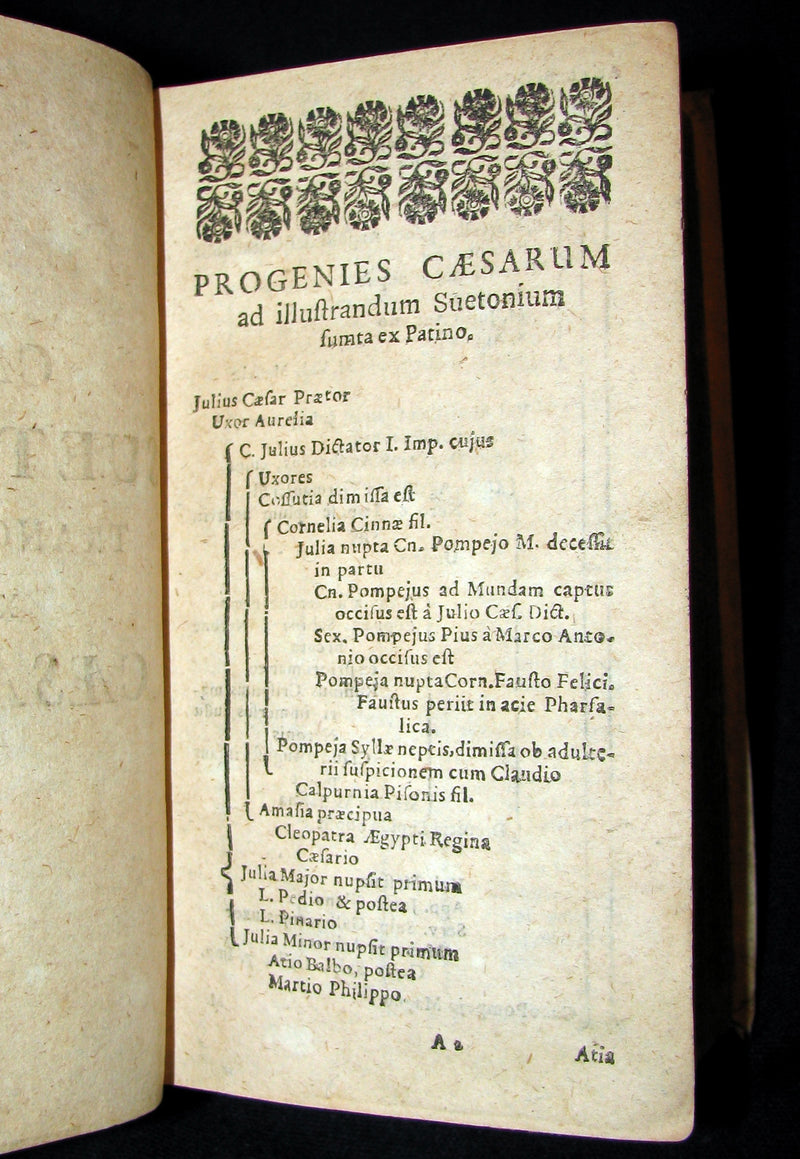 PROGENIES CÆSARUM
ad illuſtrandum Suetonium
ſumta ex Patino.
Julius Cæſar Prætor
Uxor Aurelia
C. Julius Dictator I. Imp. cujus
Uxores
Coſſutia dimiſſa eſt
Cornelia Cinnæ fil.
Julia nupta Cn. Pompejo M. deceſſit
in partu
Cn. Pompejus ad Mundam captus
occiſus eſt â Julio Cæſ. Dict.
Sex. Pompejus Pius à Marco Anto-
nio occiſus eſt
Pompeja nupta Corn. Fauſto Felici.
Fauſtus periit in acie Pharſa-
lica.
Pompeja Syllæ neptis, dimiſſa ob adulte-
rii ſuſpicionem cum Claudio
Calpurnia Piſonis fil.
Amaſia præcipua
Cleopatra Ægypti Regina
Cæſario
Julia Major nupſit primum
L. Pedio & poſtea
L. Pinario
Julia Minor nupſit primum
Atio Balbo, poſtea
Martio Philippo.
A 2
Atia